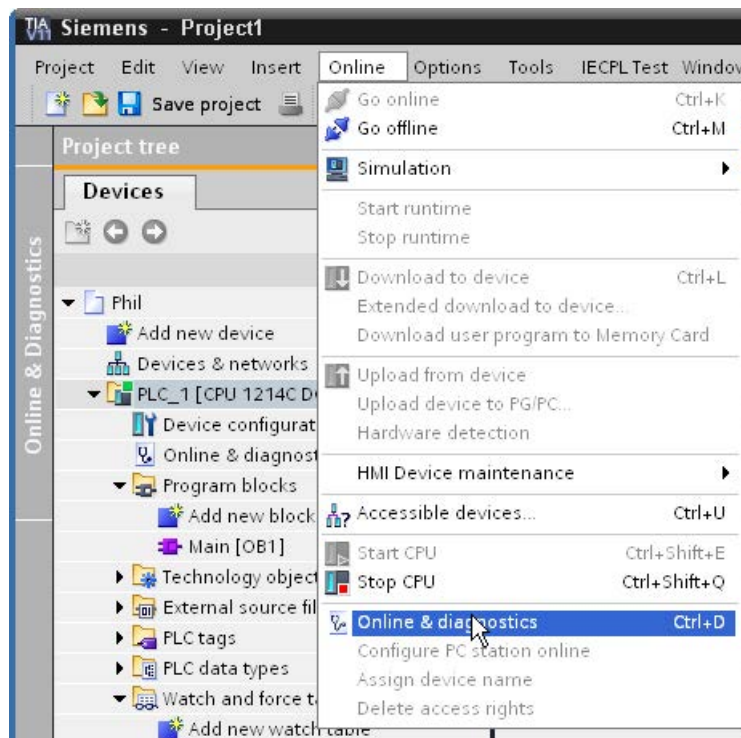 TIA V11 Siemens - Project1
Project Edit View Insert Online Options Tools IECPL Test Window
Save project
Project tree
Devices
Online & Diagnostics
Phil
Add new device
Devices & networks
PLC_1 [CPU 1214C D
Device configurat
Online & diagnost
Program blocks
Add new block
Main [OB1]
Technology object
External source fil
PLC tags
PLC data types
Watch and force t
Add new watch table
Go online Ctrl+K
Go offline Ctrl+M
Simulation
Start runtime
Stop runtime
Download to device Ctrl+L
Extended download to device...
Download user program to Memory Card
Upload from device
Upload device to PG/PC...
Hardware detection
HMI Device maintenance
Accessible devices... Ctrl+U
Start CPU Ctrl+Shift+E
Stop CPU Ctrl+Shift+Q
Online & diagnostics Ctrl+D
Configure PC station online
Assign device name
Delete access rights